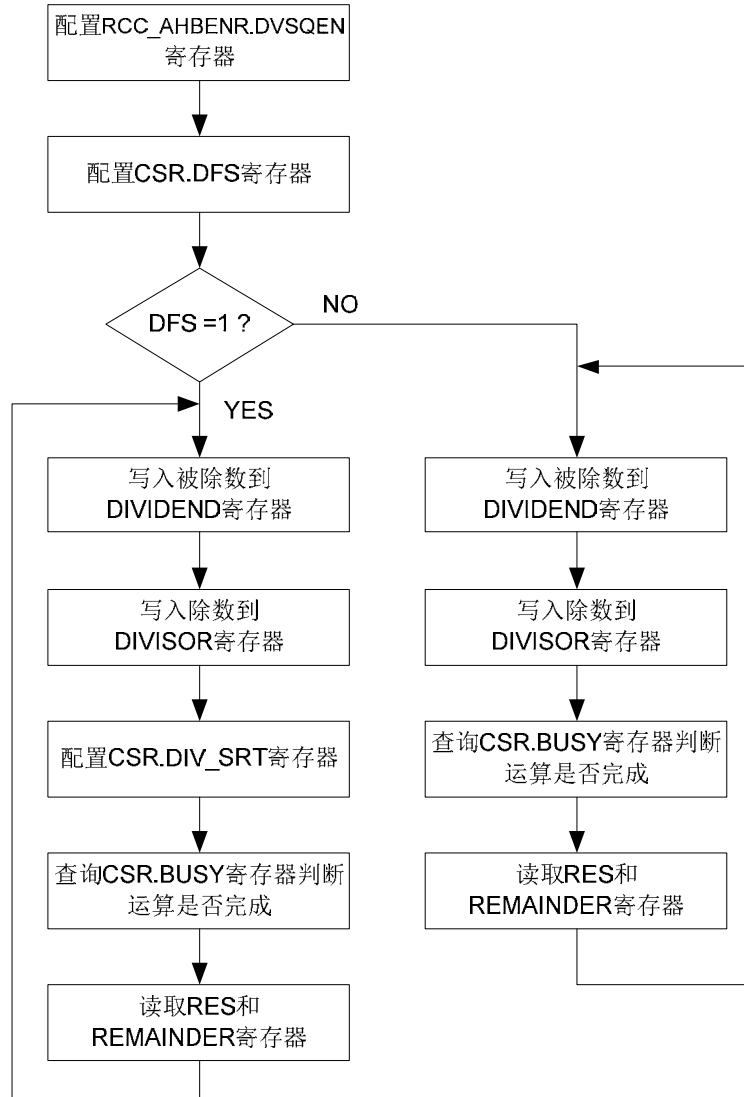 配置RCC_AHBENR.DVSQEN
寄存器
配置CSR.DFS寄存器
DFS =1 ?
NO
YES
写入被除数到
DIVIDEND寄存器
写入除数到
DIVISOR寄存器
配置CSR.DIV_SRT寄存器
查询CSR.BUSY寄存器判断
运算是否完成
读取RES和
REMAINDER寄存器
写入被除数到
DIVIDEND寄存器
写入除数到
DIVISOR寄存器
查询CSR.BUSY寄存器判断
运算是否完成
读取RES和
REMAINDER寄存器